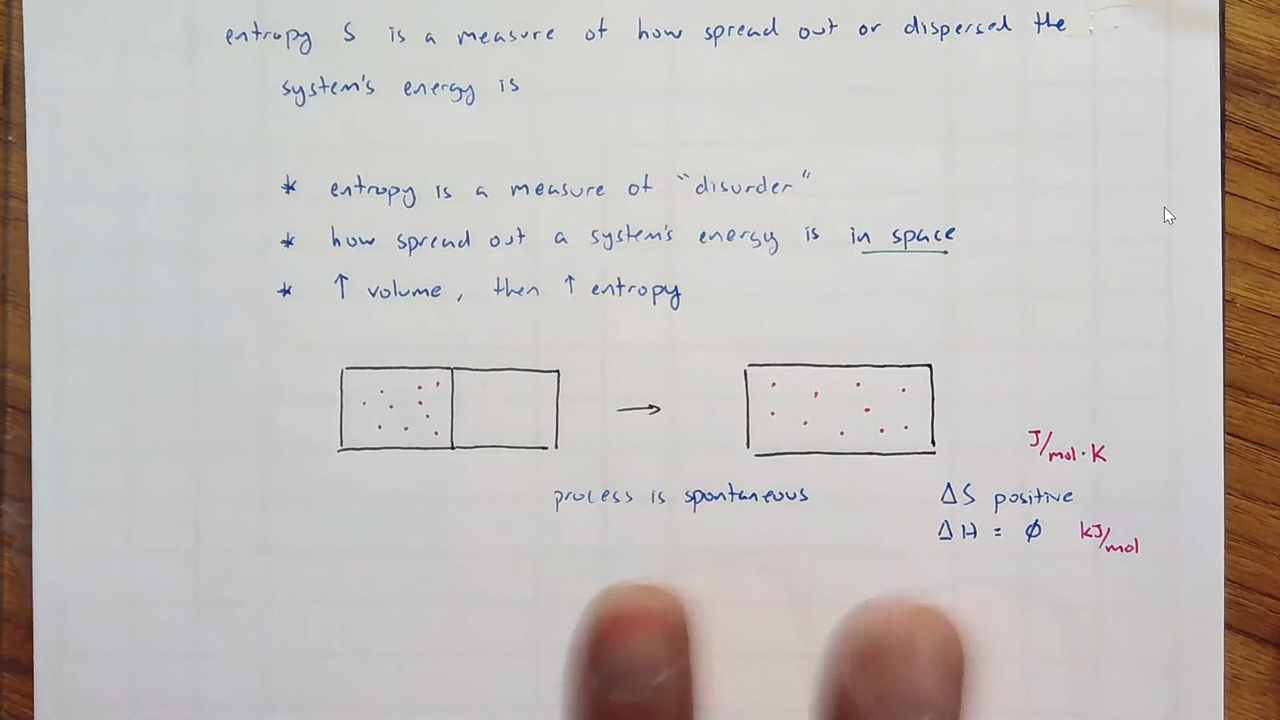 entropy S is a measure of how spread out or dispersed the
system's energy is
* entropy is a measure of "disorder"
* how spread out a system's energy is in space
* ↑ volume, then ↑ entropy
→
J/mol·K
process is spontaneous
ΔS positive
ΔH = ∅ kJ/mol